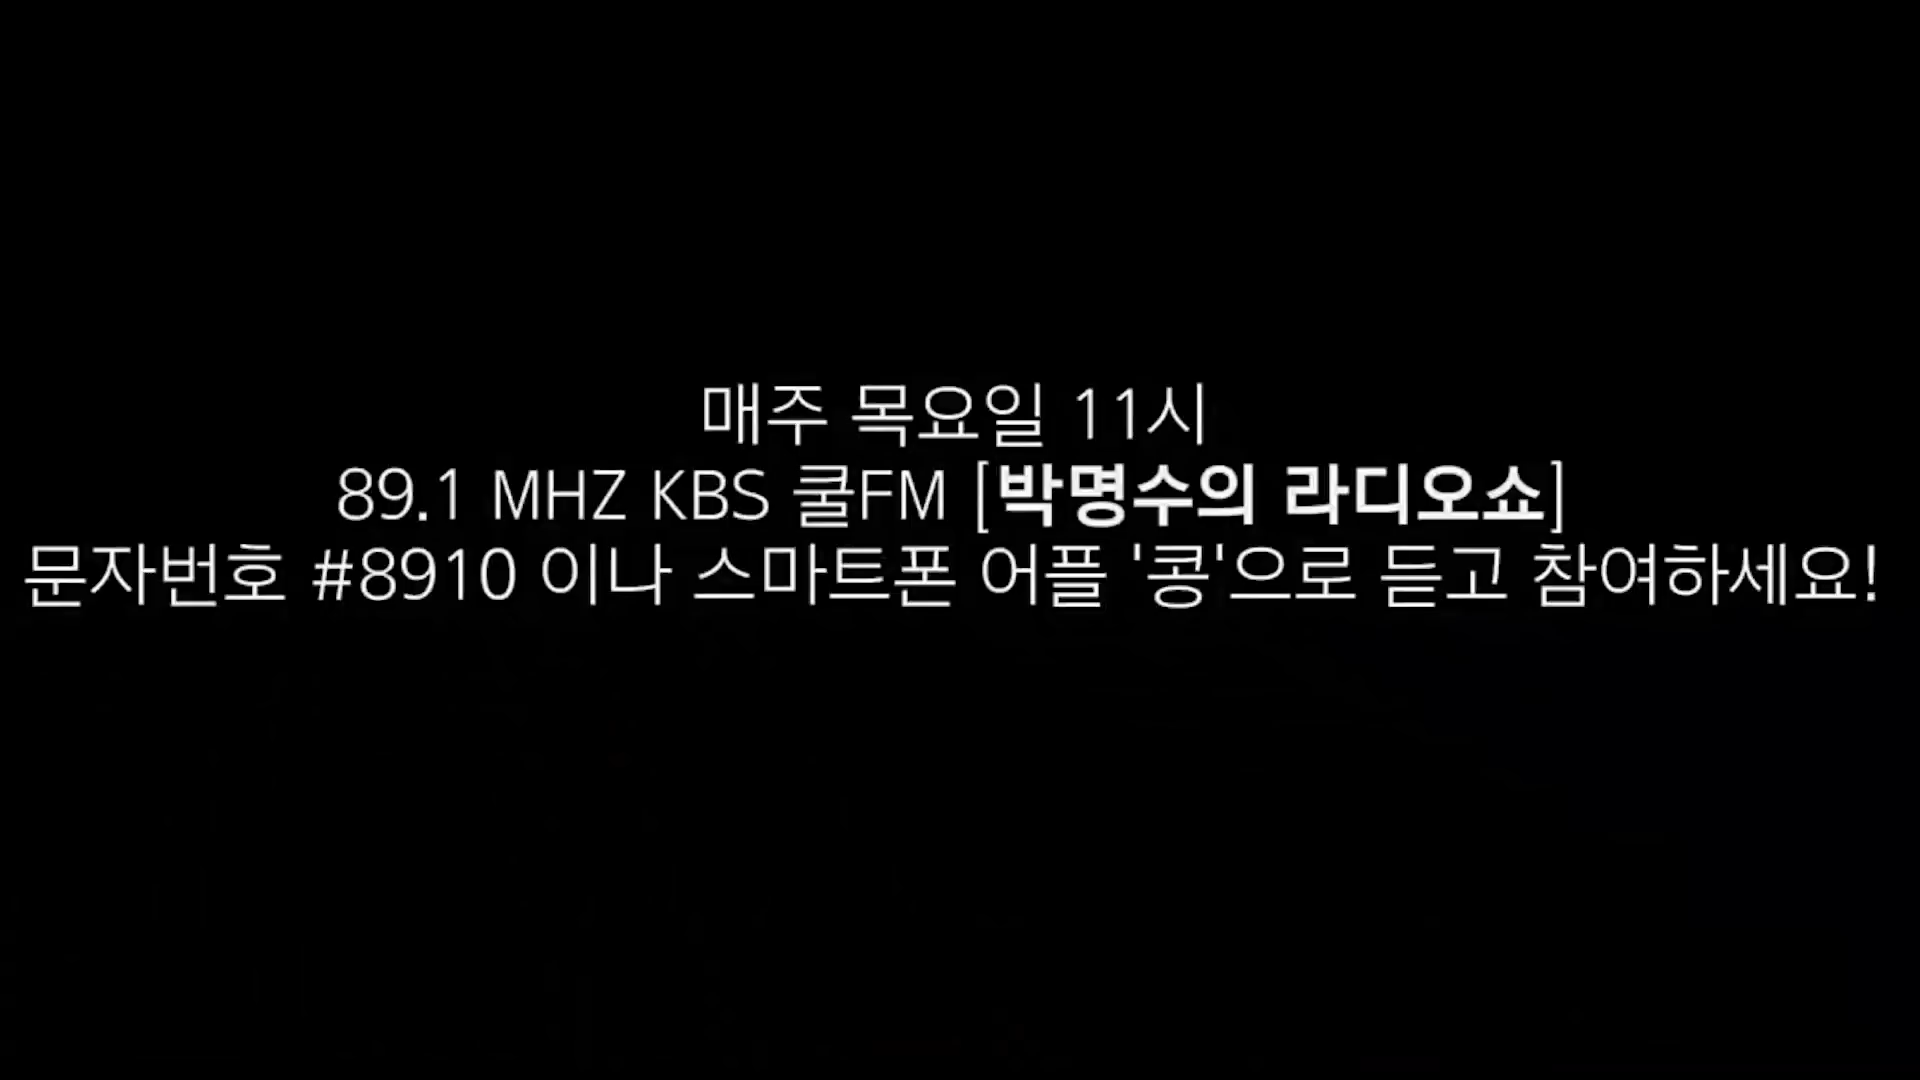 매주 목요일 11시
89.1 MHZ KBS 쿨FM [박명수의 라디오쇼]
문자번호 #8910 이나 스마트폰 어플 '콩'으로 듣고 참여하세요!